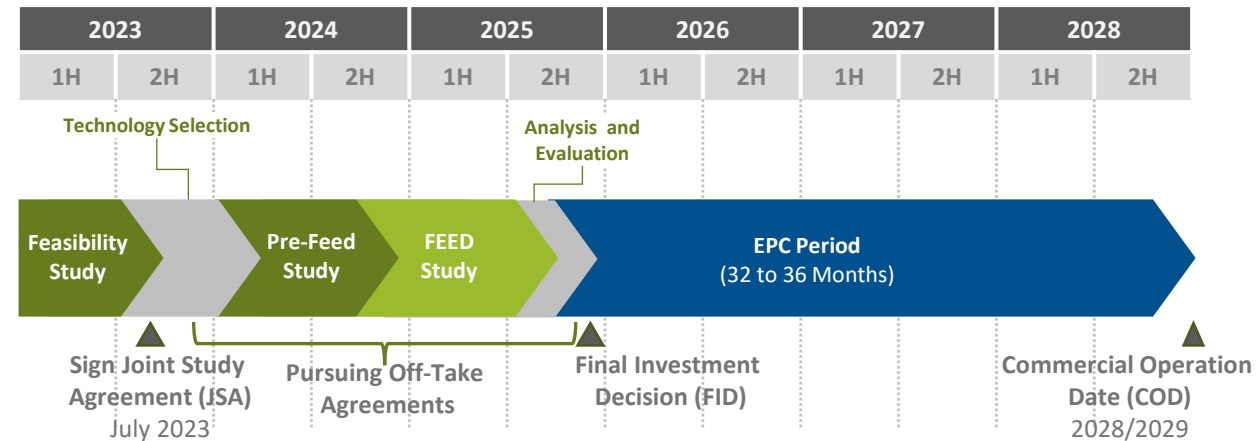 2023 2024 2025 2026 2027 2028
1H 2H 1H 2H 1H 2H 1H 2H 1H 2H 1H 2H
Technology Selection
Analysis and
Evaluation
Feasibility
Study
Pre-Feed
Study
FEED
Study
EPC Period
(32 to 36 Months)
Sign Joint Study
Agreement (JSA)
July 2023
Pursuing Off-Take
Agreements
Final Investment
Decision (FID)
Commercial Operation
Date (COD)
2028/2029